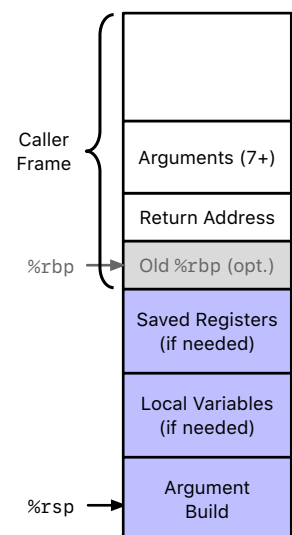 Caller
Frame
Arguments (7+)
Return Address
%rbp
Old %rbp (opt.)
Saved Registers
(if needed)
Local Variables
(if needed)
%rsp
Argument
Build